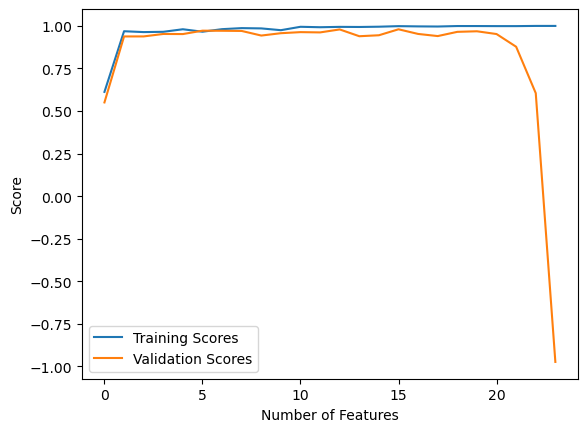 1.00
0.75
0.50
0.25
0.00
−0.25
−0.50
−0.75
−1.00
Score
Training Scores
Validation Scores
0 5 10 15 20
Number of Features